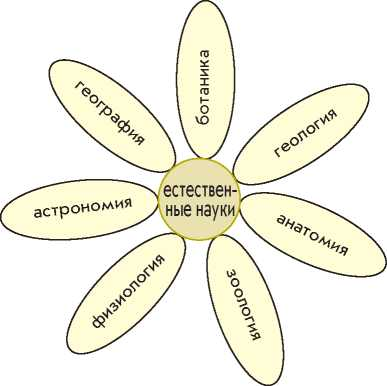 ботаника
геология
анатомия
зоология
физиология
астрономия
география
естествен-
ные науки